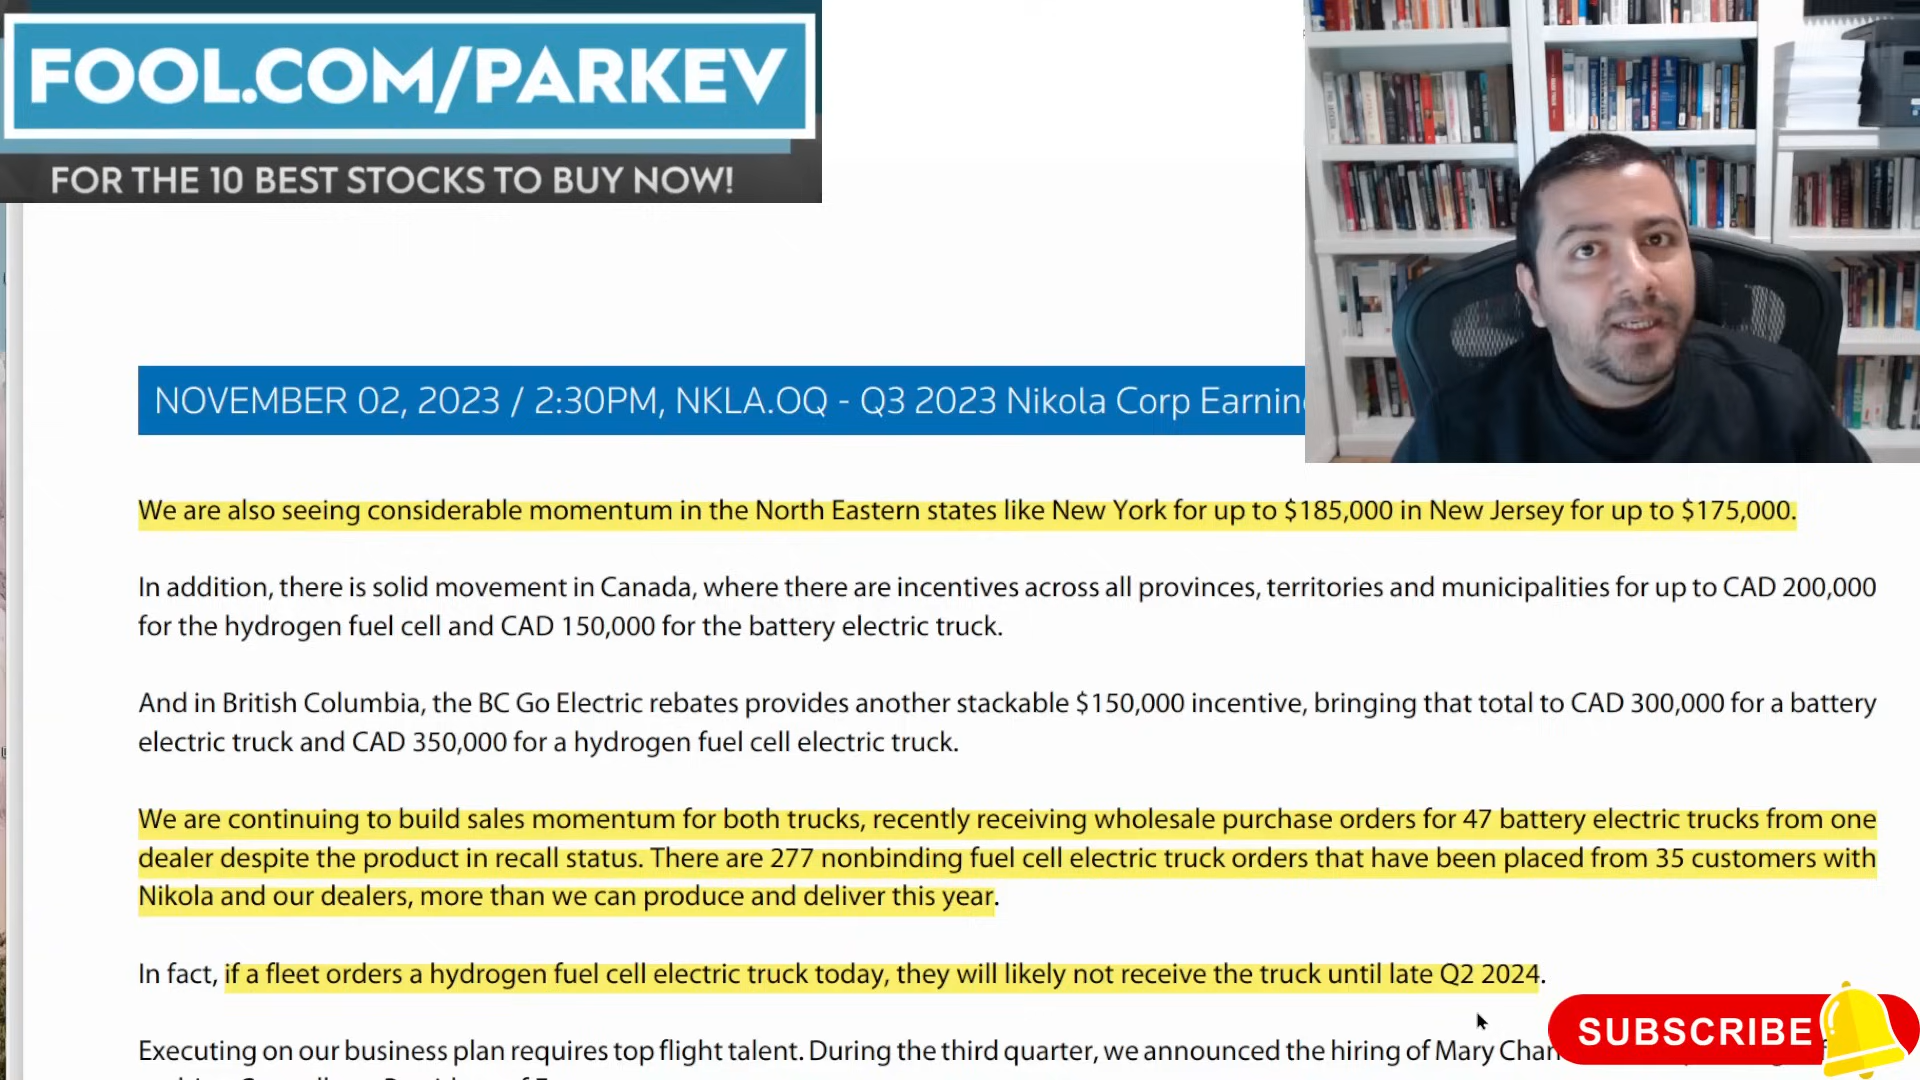 FOOL.COM/PARKEV
FOR THE 10 BEST STOCKS TO BUY NOW!
NOVEMBER 02, 2023 / 2:30PM, NKLA.OQ - Q3 2023 Nikola Corp
We are also seeing considerable momentum in the North Eastern states like New York for up to $185,000 in New Jersey for up to $175,000.
In addition, there is solid movement in Canada, where there are incentives across all provinces, territories and municipalities for up to CAD 200,000
for the hydrogen fuel cell and CAD 150,000 for the battery electric truck.
And in British Columbia, the BC Go Electric rebates provides another stackable $150,000 incentive, bringing that total to CAD 300,000 for a battery
electric truck and CAD 350,000 for a hydrogen fuel cell electric truck.
We are continuing to build sales momentum for both trucks, recently receiving wholesale purchase orders for 47 battery electric trucks from one
dealer despite the product in recall status. There are 277 nonbinding fuel cell electric truck orders that have been placed from 35 customers with
Nikola and our dealers, more than we can produce and deliver this year.
In fact, if a fleet orders a hydrogen fuel cell electric truck today, they will likely not receive the truck until late Q2 2024.
SUBSCRIBE
Executing on our business plan requires top flight talent. During the third quarter, we announced the hiring of Mary